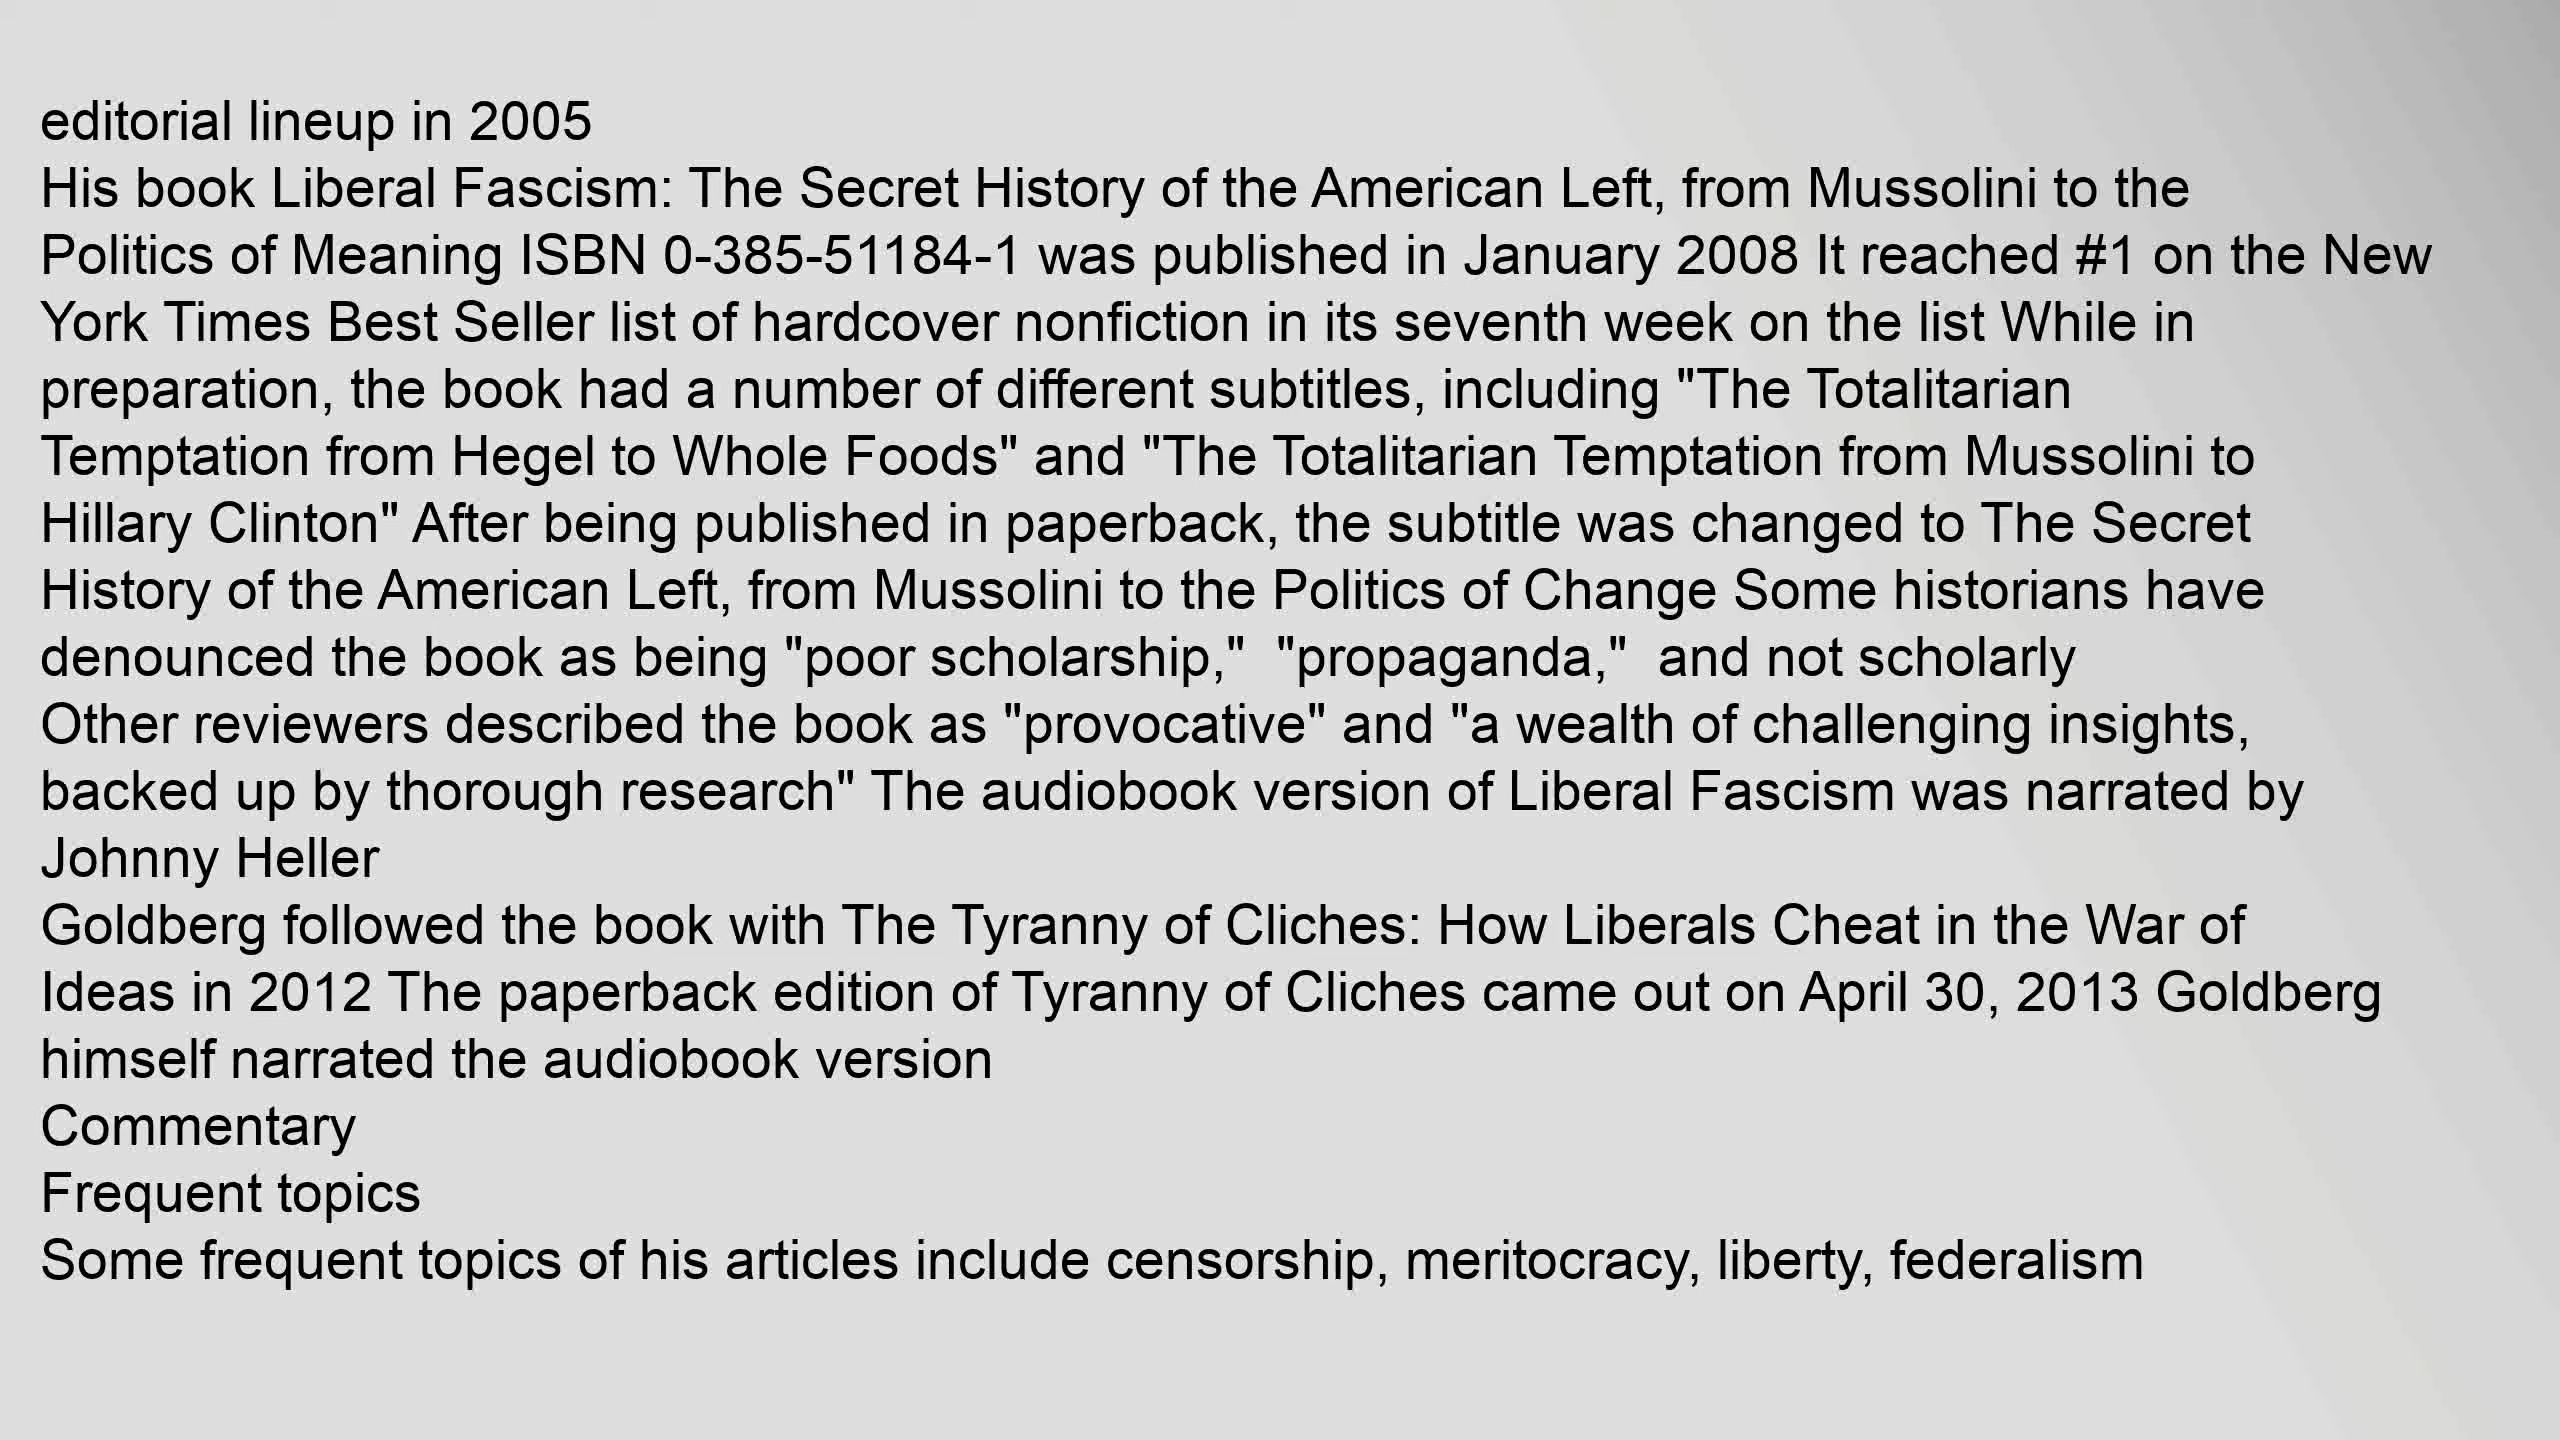 editorial lineup in 2005
His book Liberal Fascism: The Secret History of the American Left, from Mussolini to the
Politics of Meaning ISBN 0-385-51184-1 was published in January 2008 It reached #1 on the New
York Times Best Seller list of hardcover nonfiction in its seventh week on the list While in
preparation, the book had a number of different subtitles, including "The Totalitarian
Temptation from Hegel to Whole Foods" and "The Totalitarian Temptation from Mussolini to
Hillary Clinton" After being published in paperback, the subtitle was changed to The Secret
History of the American Left, from Mussolini to the Politics of Change Some historians have
denounced the book as being "poor scholarship,"  "propaganda,"  and not scholarly
Other reviewers described the book as "provocative" and "a wealth of challenging insights,
backed up by thorough research" The audiobook version of Liberal Fascism was narrated by
Johnny Heller
Goldberg followed the book with The Tyranny of Cliches: How Liberals Cheat in the War of
Ideas in 2012 The paperback edition of Tyranny of Cliches came out on April 30, 2013 Goldberg
himself narrated the audiobook version
Commentary
Frequent topics
Some frequent topics of his articles include censorship, meritocracy, liberty, federalism